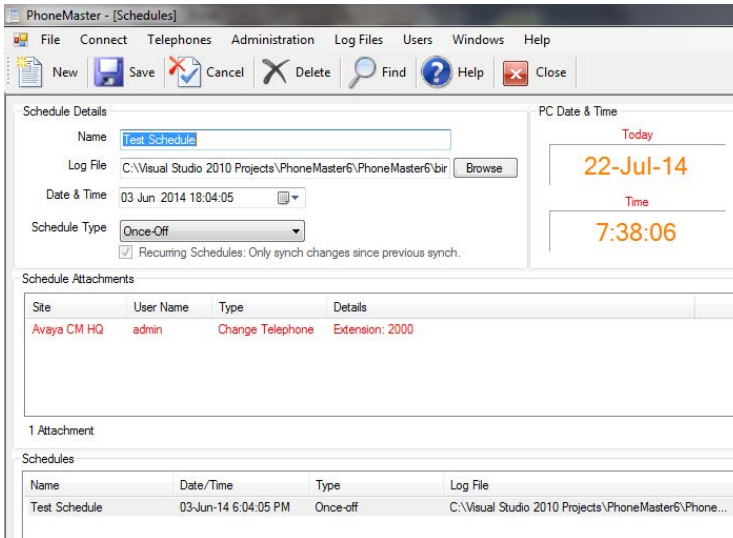 PhoneMaster - [Schedules]
File Connect Telephones Administration Log Files Users Windows Help
New Save Cancel Delete Find Help Close
Schedule Details
Name Test Schedule
Log File C:\Visual Studio 2010 Projects\PhoneMaster6\PhoneMaster6\bir Browse
Date & Time 03 Jun 2014 18:04:05
Schedule Type Once-Off
Recurring Schedules: Only synch changes since previous synch.
PC Date & Time
Today
22-Jul-14
Time
7:38:06
Schedule Attachments
Site User Name Type Details
Avaya CM HQ admin Change Telephone Extension: 2000
1 Attachment
Schedules
Name Date/Time Type Log File
Test Schedule 03-Jun-14 6:04:05 PM Once-off C:\Visual Studio 2010 Projects\PhoneMaster6\Phone...